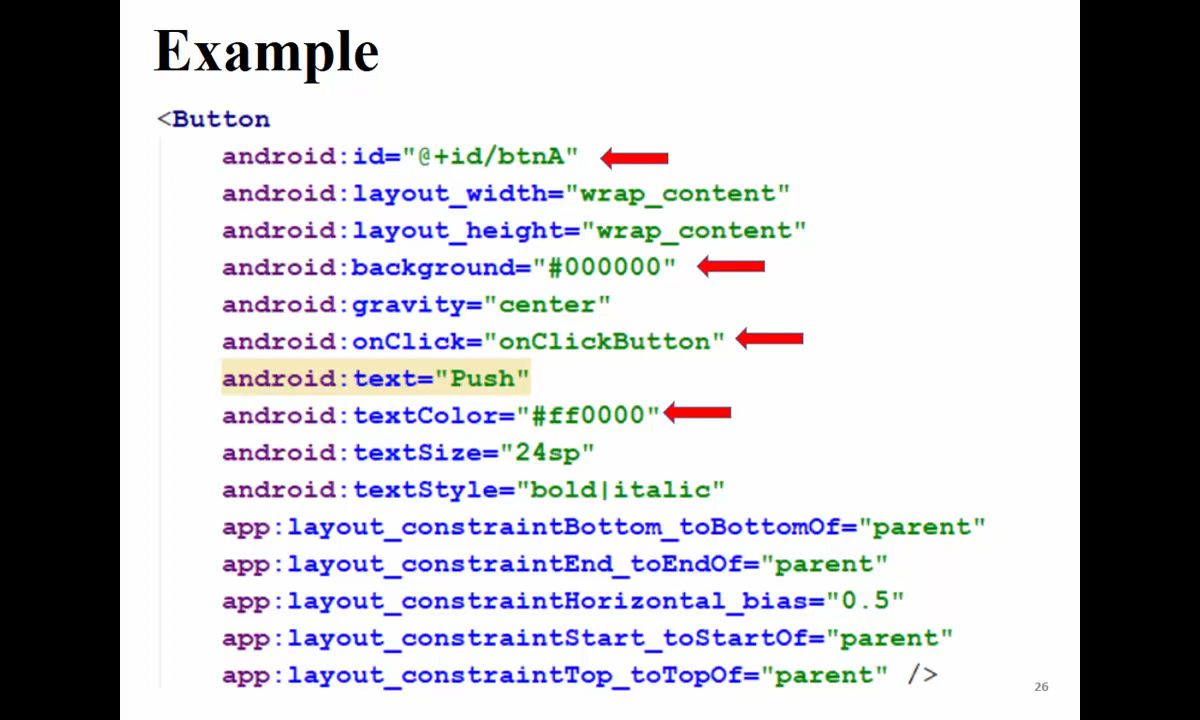 Example
<Button
android:id="@+id/btnA"
android:layout_width="wrap_content"
android:layout_height="wrap_content"
android:background="#000000"
android:gravity="center"
android:onClick="onClickButton"
android:text="Push"
android:textColor="#ff0000"
android:textSize="24sp"
android:textStyle="bold|italic"
app:layout_constraintBottom_toBottomOf="parent"
app:layout_constraintEnd_toEndOf="parent"
app:layout_constraintHorizontal_bias="0.5"
app:layout_constraintStart_toStartOf="parent"
app:layout_constraintTop_toTopOf="parent" />
26